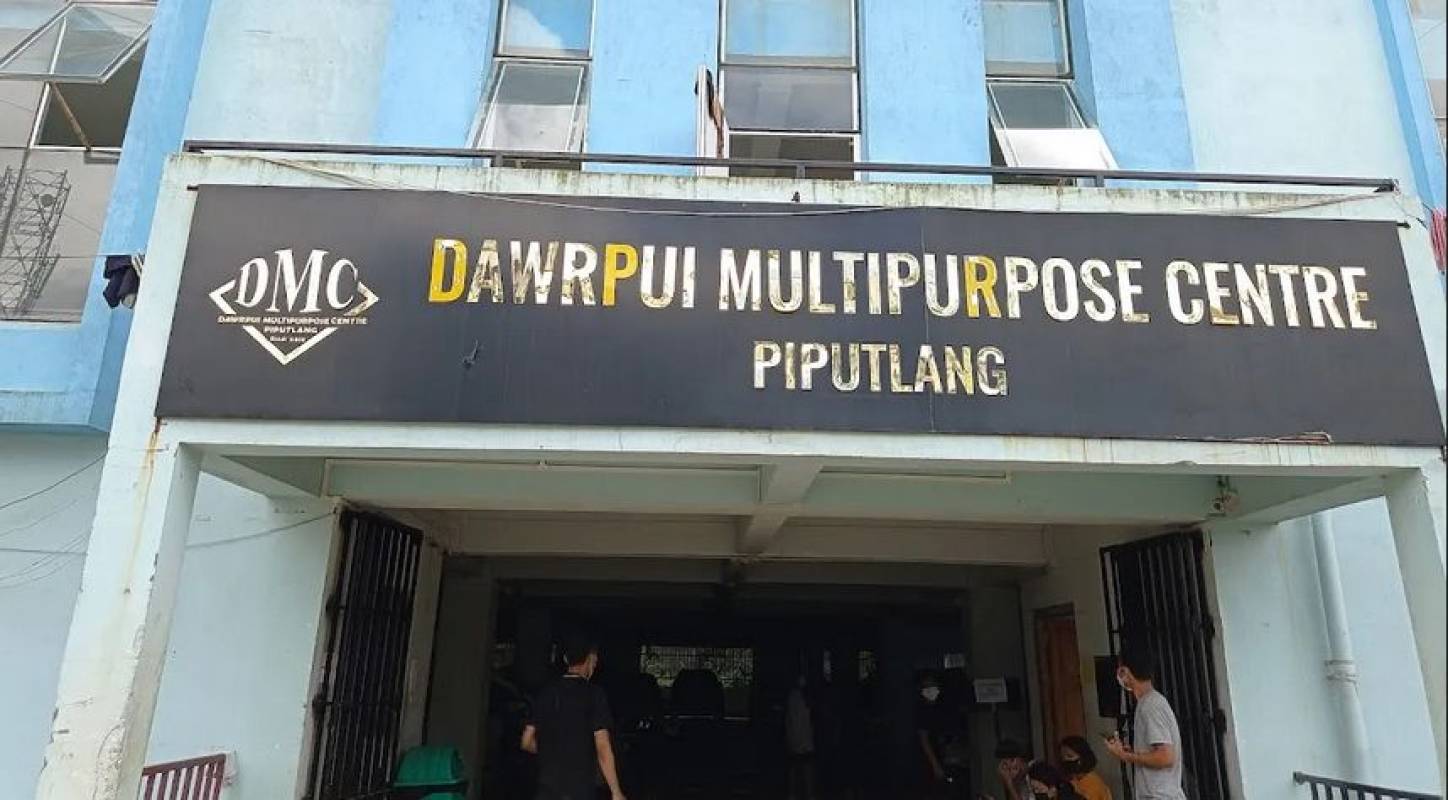 DMC
DAWRPUI MULTIPURPOSE CENTRE
PIPUTLANG
DAWRPUI MULTIPURPOSE CENTRE
PIPUTLANG